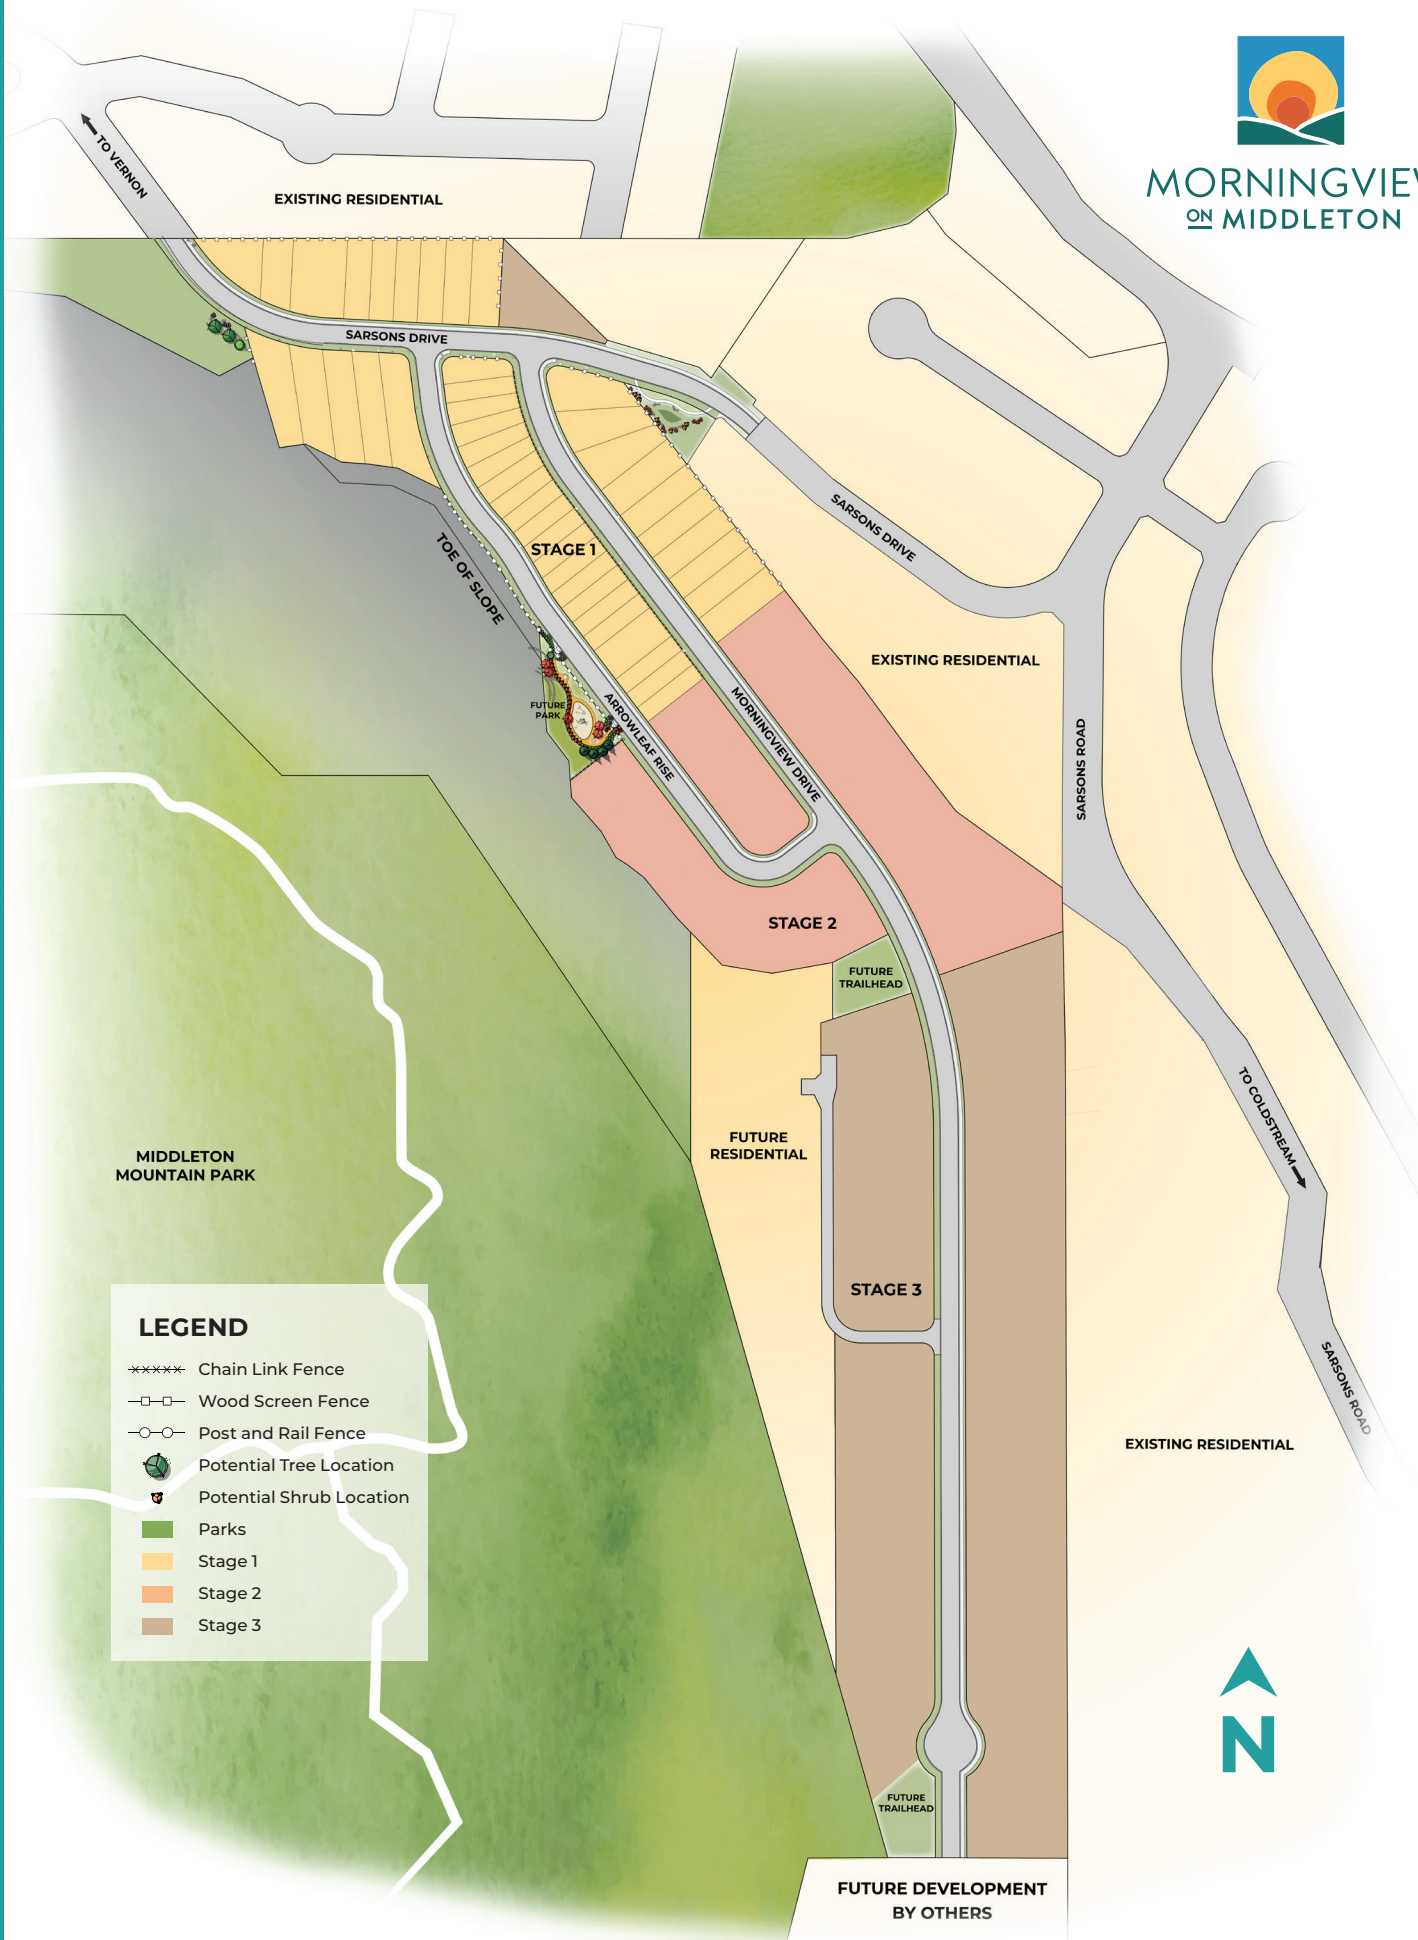 MORNINGVIEW
ON MIDDLETON
TO VERNON
EXISTING RESIDENTIAL
SARSONS DRIVE
SARSONS DRIVE
STAGE 1
TOE OF SLOPE
EXISTING RESIDENTIAL
FUTURE
PARK
ARROWLEAF RISE
MORNINGVIEW DRIVE
SARSONS ROAD
STAGE 2
FUTURE
TRAILHEAD
TO COLDSTREAM
FUTURE
RESIDENTIAL
MIDDLETON
MOUNTAIN PARK
STAGE 3
SARSONS ROAD
EXISTING RESIDENTIAL
LEGEND
Chain Link Fence
Wood Screen Fence
Post and Rail Fence
Potential Tree Location
Potential Shrub Location
Parks
Stage 1
Stage 2
Stage 3
N
FUTURE
TRAILHEAD
FUTURE DEVELOPMENT
BY OTHERS